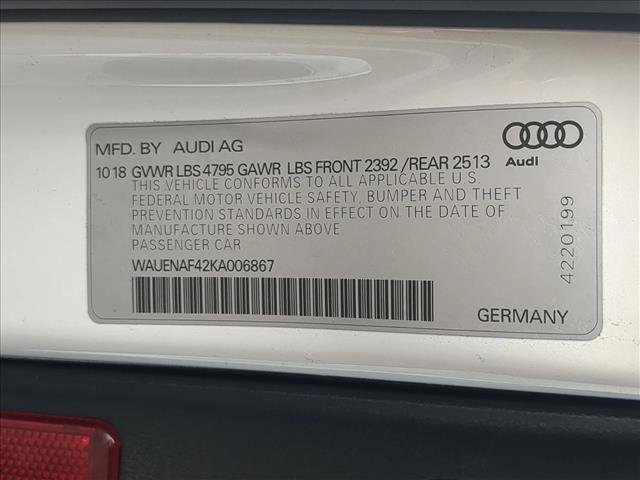 MFD. BY AUDI AG
10 18 GVWR LBS 4795 GAWR LBS FRONT 2392 / REAR 2513
THIS VEHICLE CONFORMS TO ALL APPLICABLE U.S.
FEDERAL MOTOR VEHICLE SAFETY, BUMPER AND THEFT
PREVENTION STANDARDS IN EFFECT ON THE DATE OF
MANUFACTURE SHOWN ABOVE
PASSENGER CAR
WAUENAF42KA006867
GERMANY
Audi
4220199